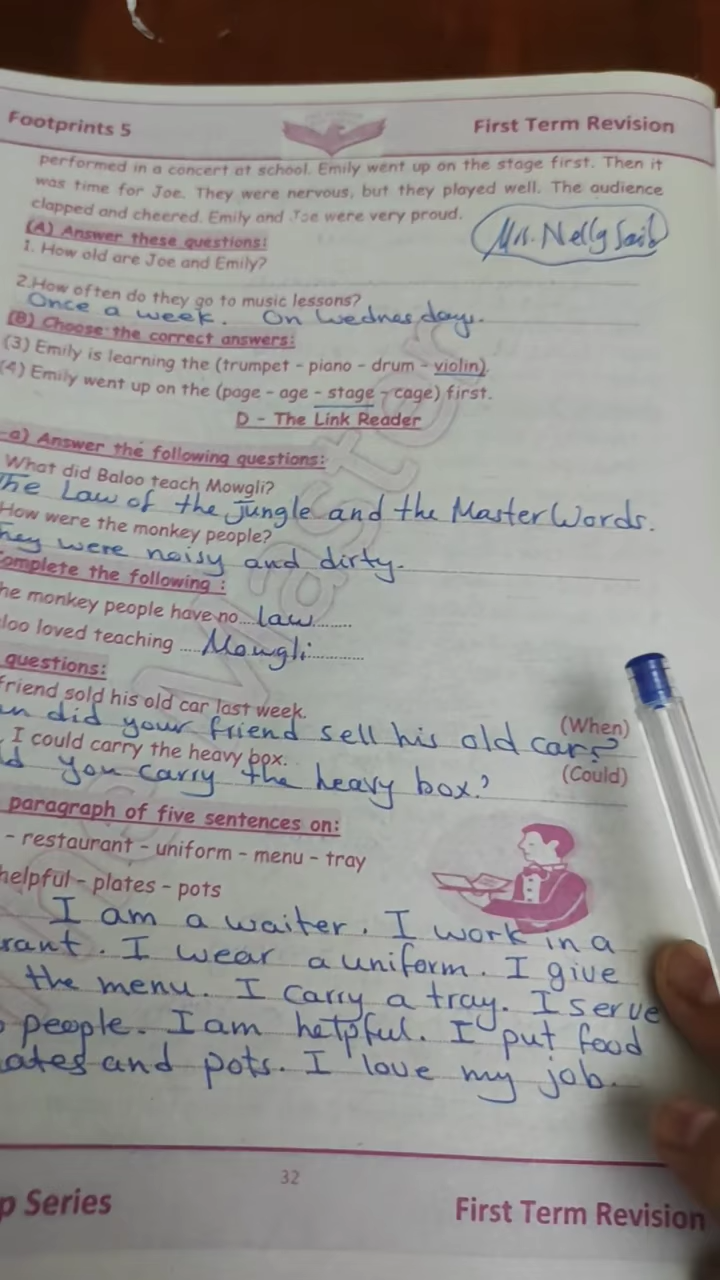 Footprints 5 First Term Revision
performed in a concert at school. Emily went up on the stage first. Then it
was time for Joe. They were nervous, but they played well. The audience
clapped and cheered. Emily and Joe were very proud.
Mrs. Nelly Said
(A) Answer these questions:
1. How old are Joe and Emily?
2.How often do they go to music lessons?
Once a week. On Wednesdays.
(B) Choose the correct answers:
(3) Emily is learning the (trumpet - piano - drum - violin).
(4) Emily went up on the (page - age - stage - cage) first.
D - The Link Reader
a) Answer the following questions:
What did Baloo teach Mowgli?
The Law of the jungle and the Master Words.
How were the monkey people?
They were noisy and dirty.
omplete the following :
he monkey people have no....law........
loo loved teaching ....Mowgli............
questions:
friend sold his old car last week. (When)
en did your friend sell his old car?
I could carry the heavy box. (Could)
ld you carry the heavy box?
paragraph of five sentences on:
- restaurant - uniform - menu - tray
helpful - plates - pots
I am a waiter. I work in a
rant. I wear a uniform. I give
the menu. I carry a tray. I serve
people. I am helpful. I put food
ates and pots. I love my job.
32
p Series First Term Revision